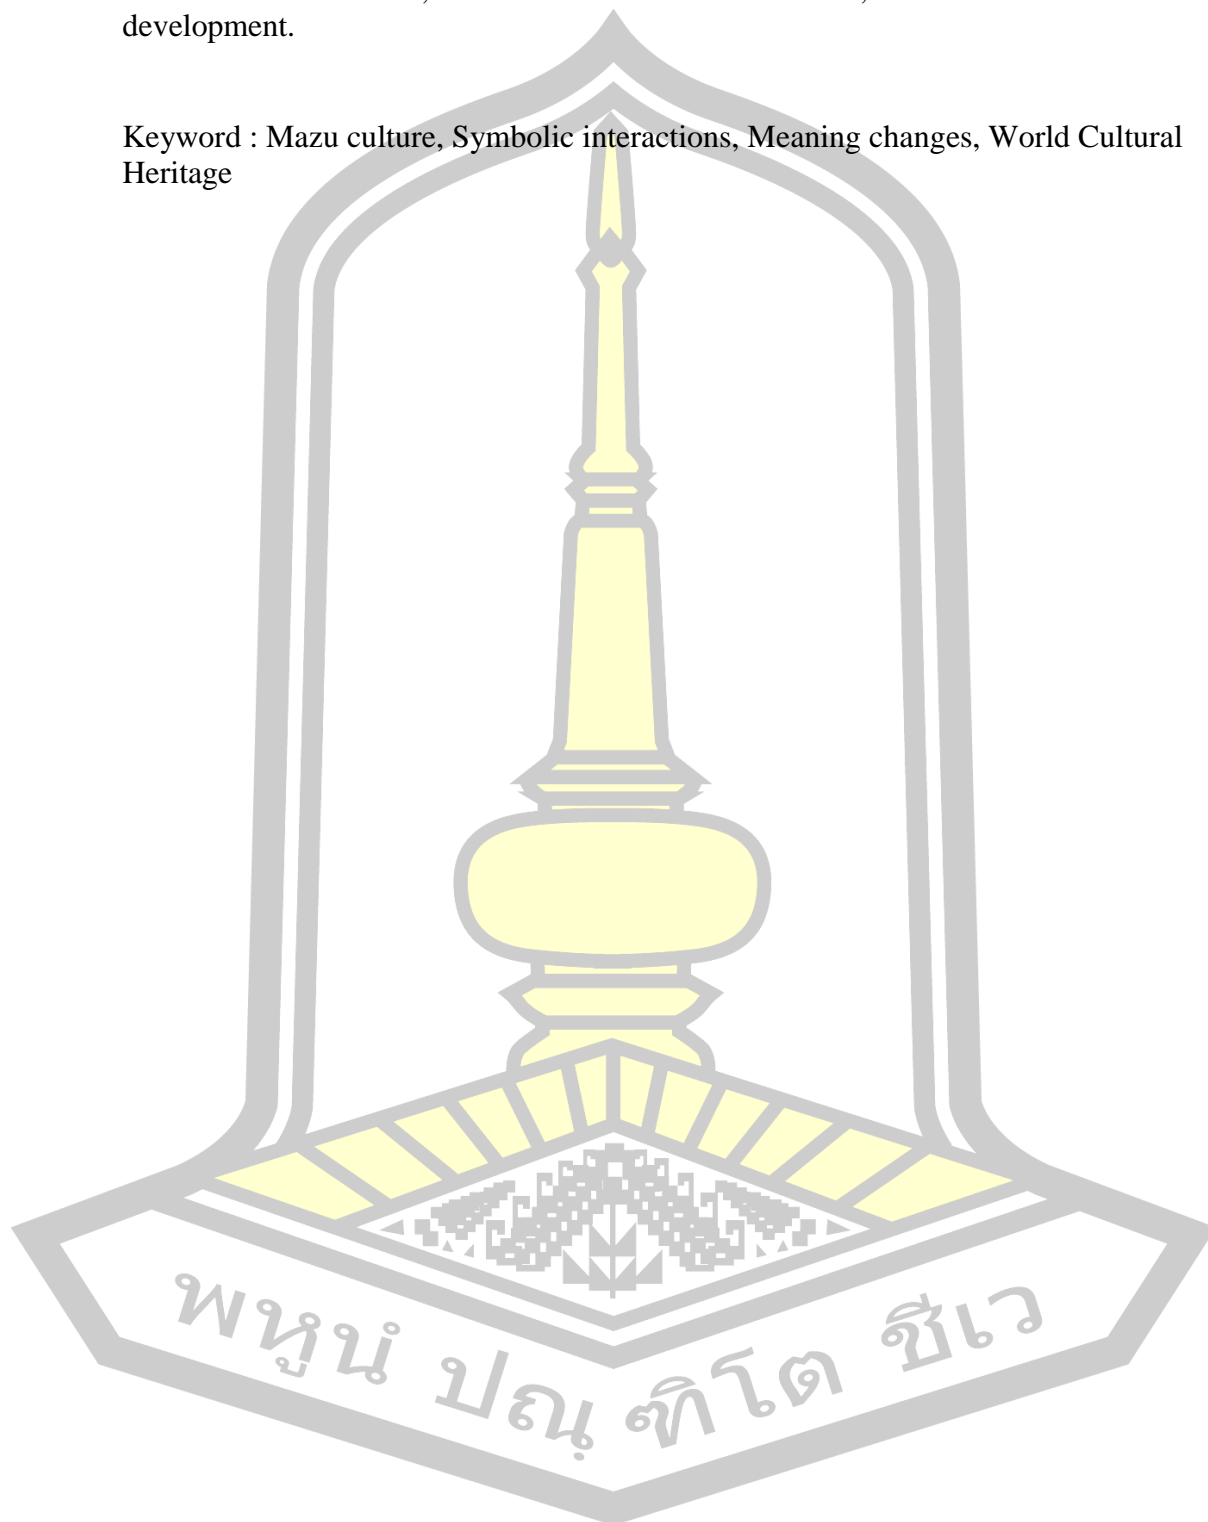 development.
Keyword : Mazu culture, Symbolic interactions, Meaning changes, World Cultural
Heritage
พหูนํ ปณฺฑิโต ชีเว